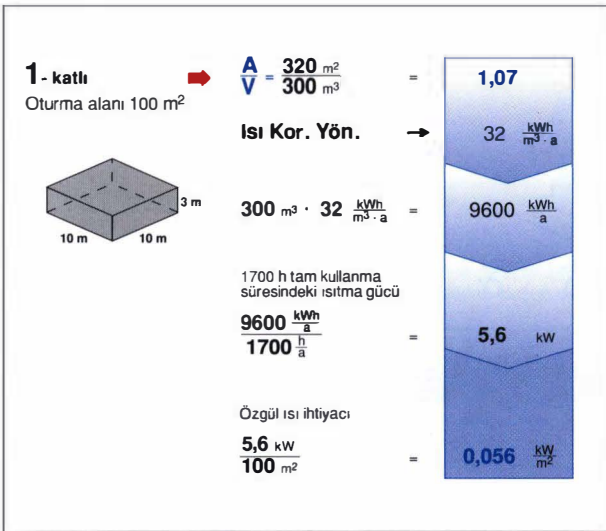 1- katlı
Oturma alanı 100 m²
A/V = 320 m²/300 m³ = 1,07
Isı Kor. Yön. → 32 kWh/m³ · a
3 m
10 m 10 m
300 m³ · 32 kWh/m³ · a = 9600 kWh/a
1700 h tam kullanma
süresindeki ısıtma gücü
9600 kWh/a / 1700 h/a = 5,6 kW
Özgül ısı ihtiyacı
5,6 kW/100 m² = 0,056 kW/m²